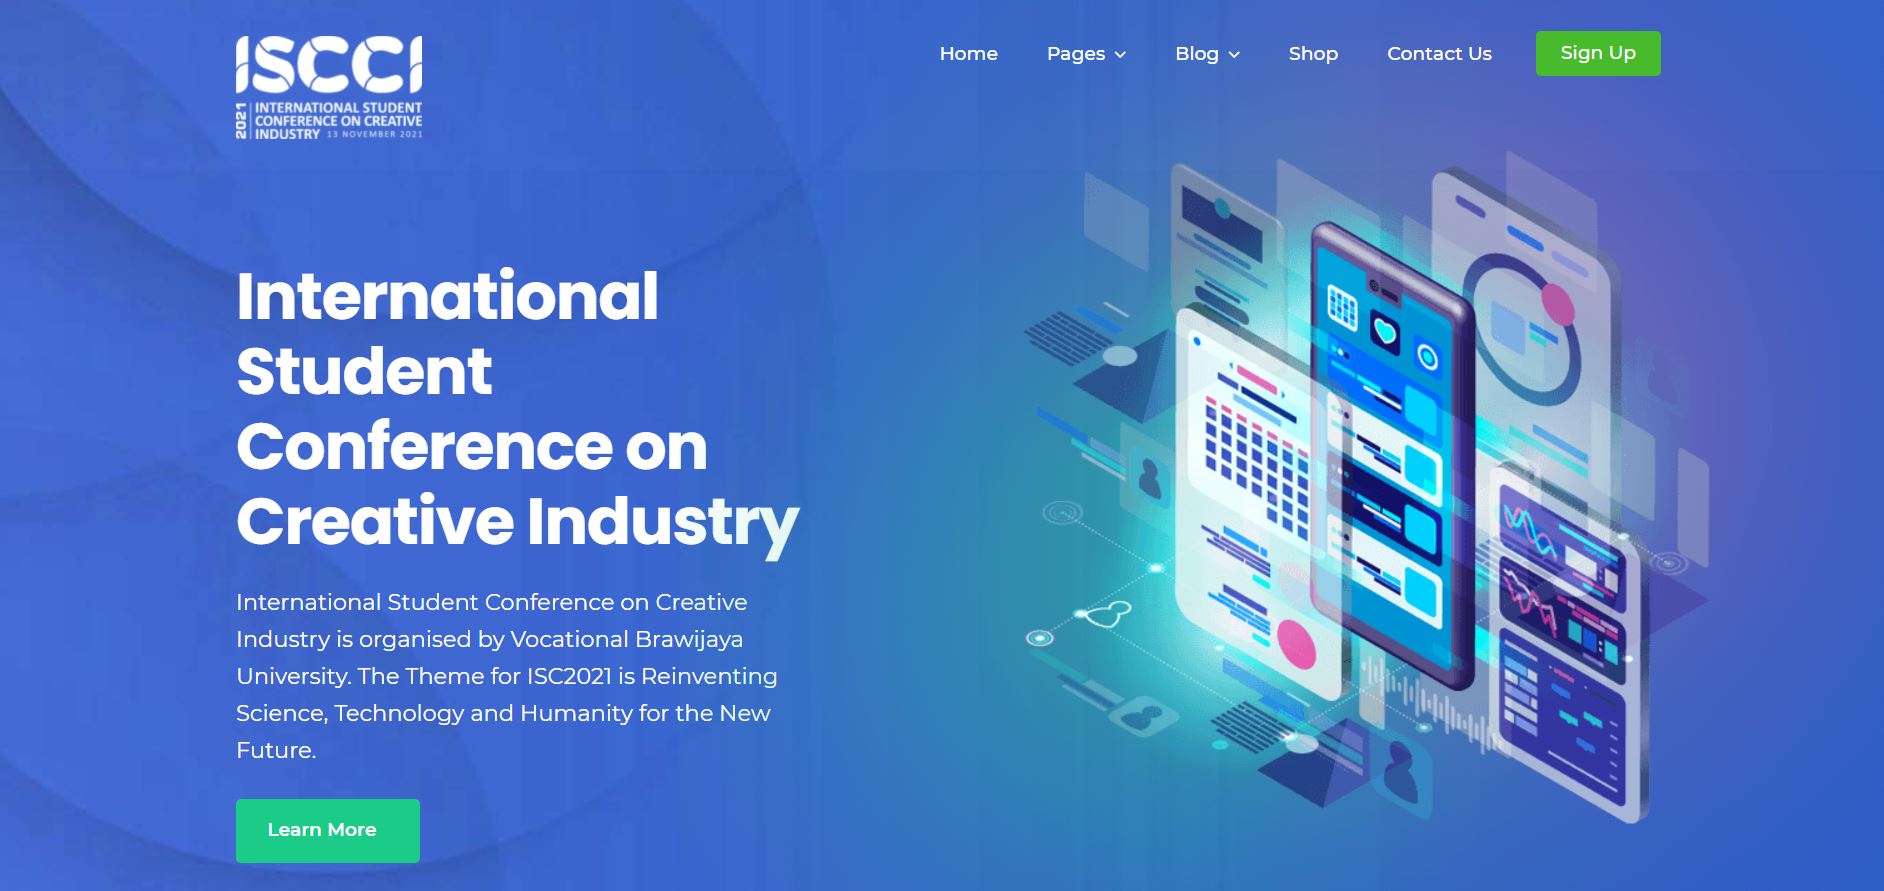 ISCCI
2021
INTERNATIONAL STUDENT
CONFERENCE ON CREATIVE
INDUSTRY 13 NOVEMBER 2021
Home Pages Blog Shop Contact Us Sign Up
International
Student
Conference on
Creative Industry
International Student Conference on Creative
Industry is organised by Vocational Brawijaya
University. The Theme for ISC2021 is Reinventing
Science, Technology and Humanity for the New
Future.
Learn More